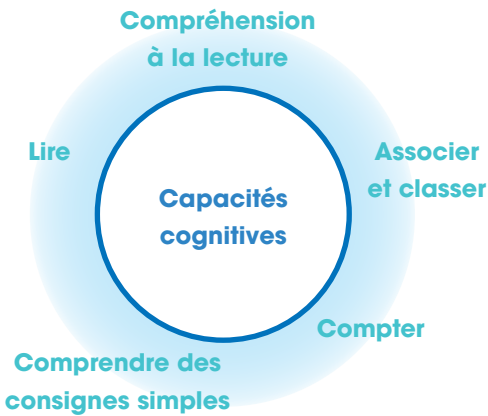 Compréhension
à la lecture
Lire
Associer
et classer
Capacités
cognitives
Compter
Comprendre des
consignes simples